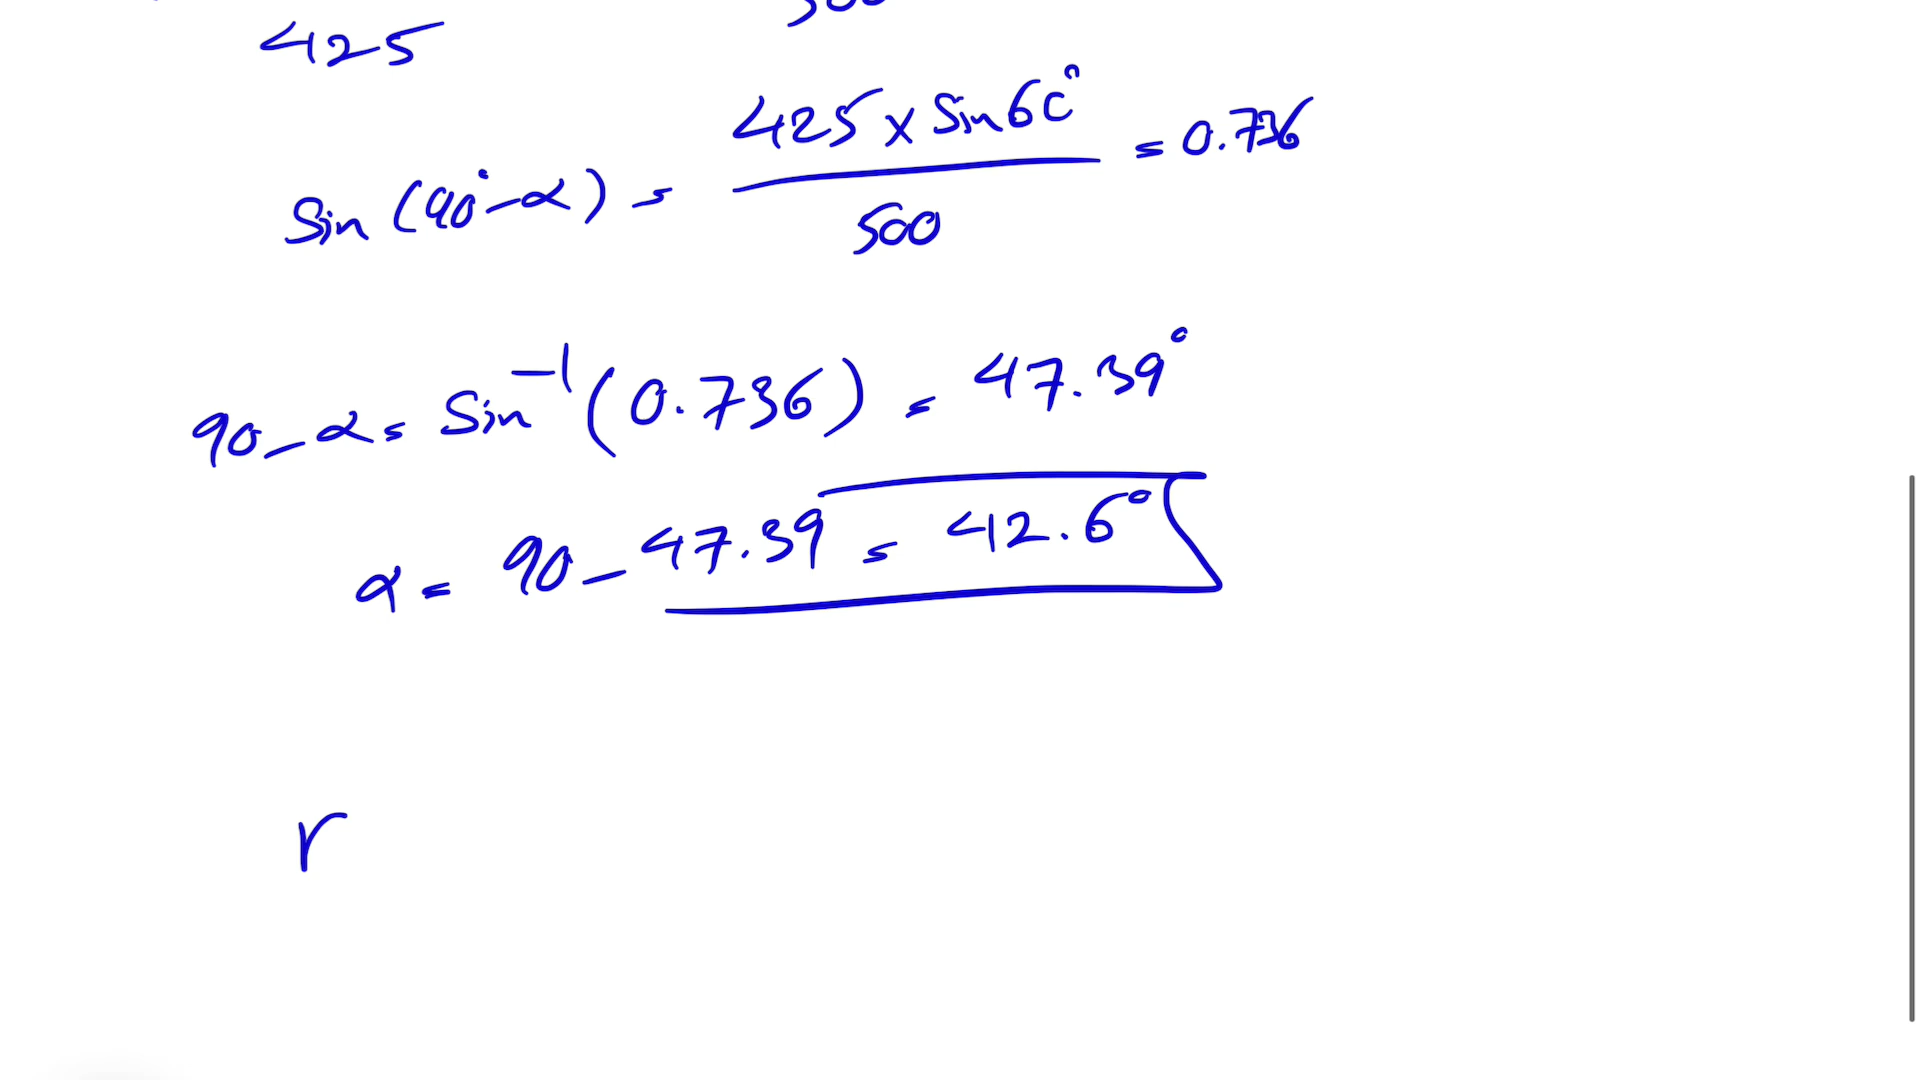 425
425 x Sin60°
Sin (90°-α) = ――― = 0.736
500
90-α = Sin⁻¹(0.736) = 47.39°
α = 90-47.39 = 42.6°
r